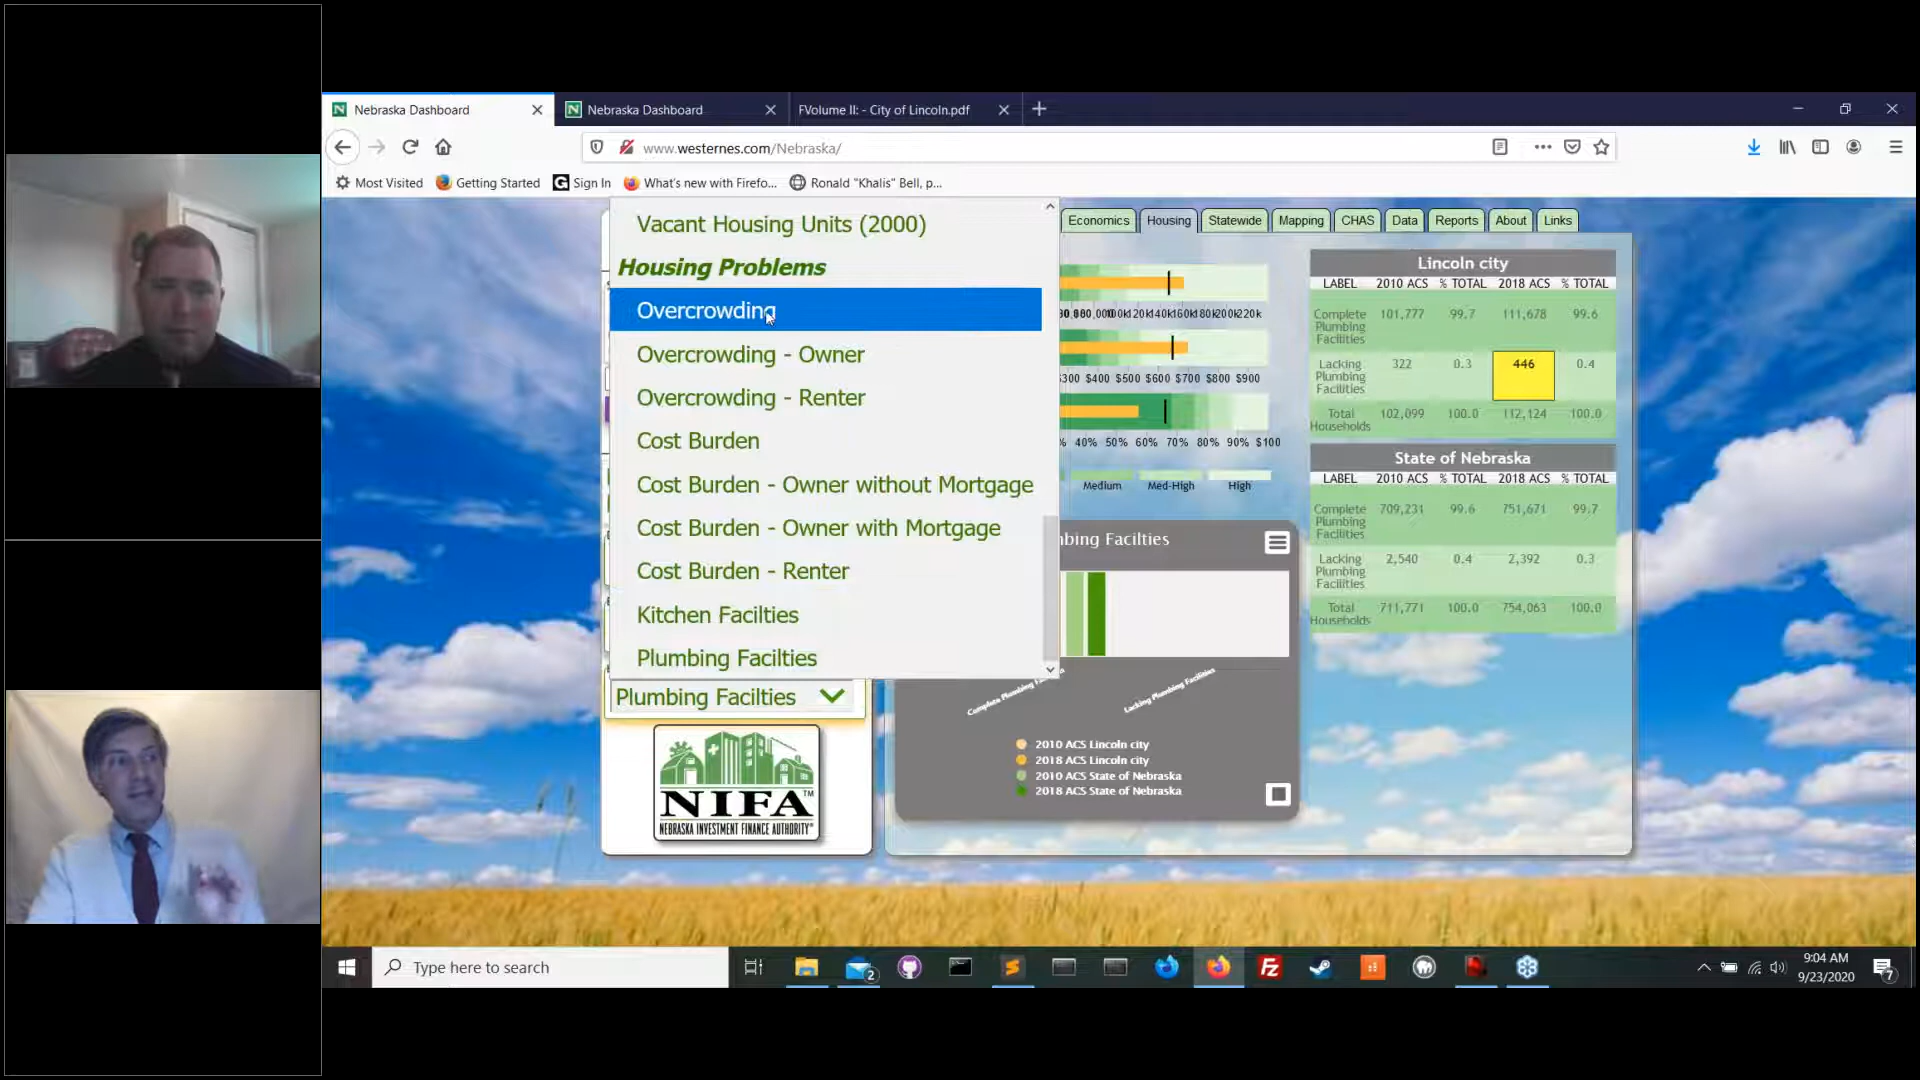 Nebraska Dashboard
Nebraska Dashboard
FVolume II: - City of Lincoln.pdf
www.westernes.com/Nebraska/
Most Visited
Getting Started
Sign In
What's new with Firefo...
Ronald "Khalis" Bell, p...
Economics
Housing
Statewide
Mapping
CHAS
Data
Reports
About
Links
Vacant Housing Units (2000)
Housing Problems
Overcrowding
Overcrowding - Owner
Overcrowding - Renter
Cost Burden
Cost Burden - Owner without Mortgage
Cost Burden - Owner with Mortgage
Cost Burden - Renter
Kitchen Facilties
Plumbing Facilties
Plumbing Facilties
$400 $500 $600 $700 $800 $900
40% 50% 60% 70% 80% 90% $100
Medium Med-High High
bing Facilties
Complete Plumbing
Lacking Plumbing Facilities
2010 ACS Lincoln city
2018 ACS Lincoln city
2010 ACS State of Nebraska
2018 ACS State of Nebraska
Lincoln city
LABEL 2010 ACS % TOTAL 2018 ACS % TOTAL
Complete Plumbing Facilities 101,777 99.7 111,678 99.6
Lacking Plumbing Facilities 322 0.3 446 0.4
Total Households 102,099 100.0 112,124 100.0
State of Nebraska
LABEL 2010 ACS % TOTAL 2018 ACS % TOTAL
Complete Plumbing Facilities 709,231 99.6 751,671 99.7
Lacking Plumbing Facilities 2,540 0.4 2,392 0.3
Total Households 711,771 100.0 754,063 100.0
NIFA™
NEBRASKA INVESTMENT FINANCE AUTHORITY
Type here to search
2
9:04 AM
9/23/2020
7